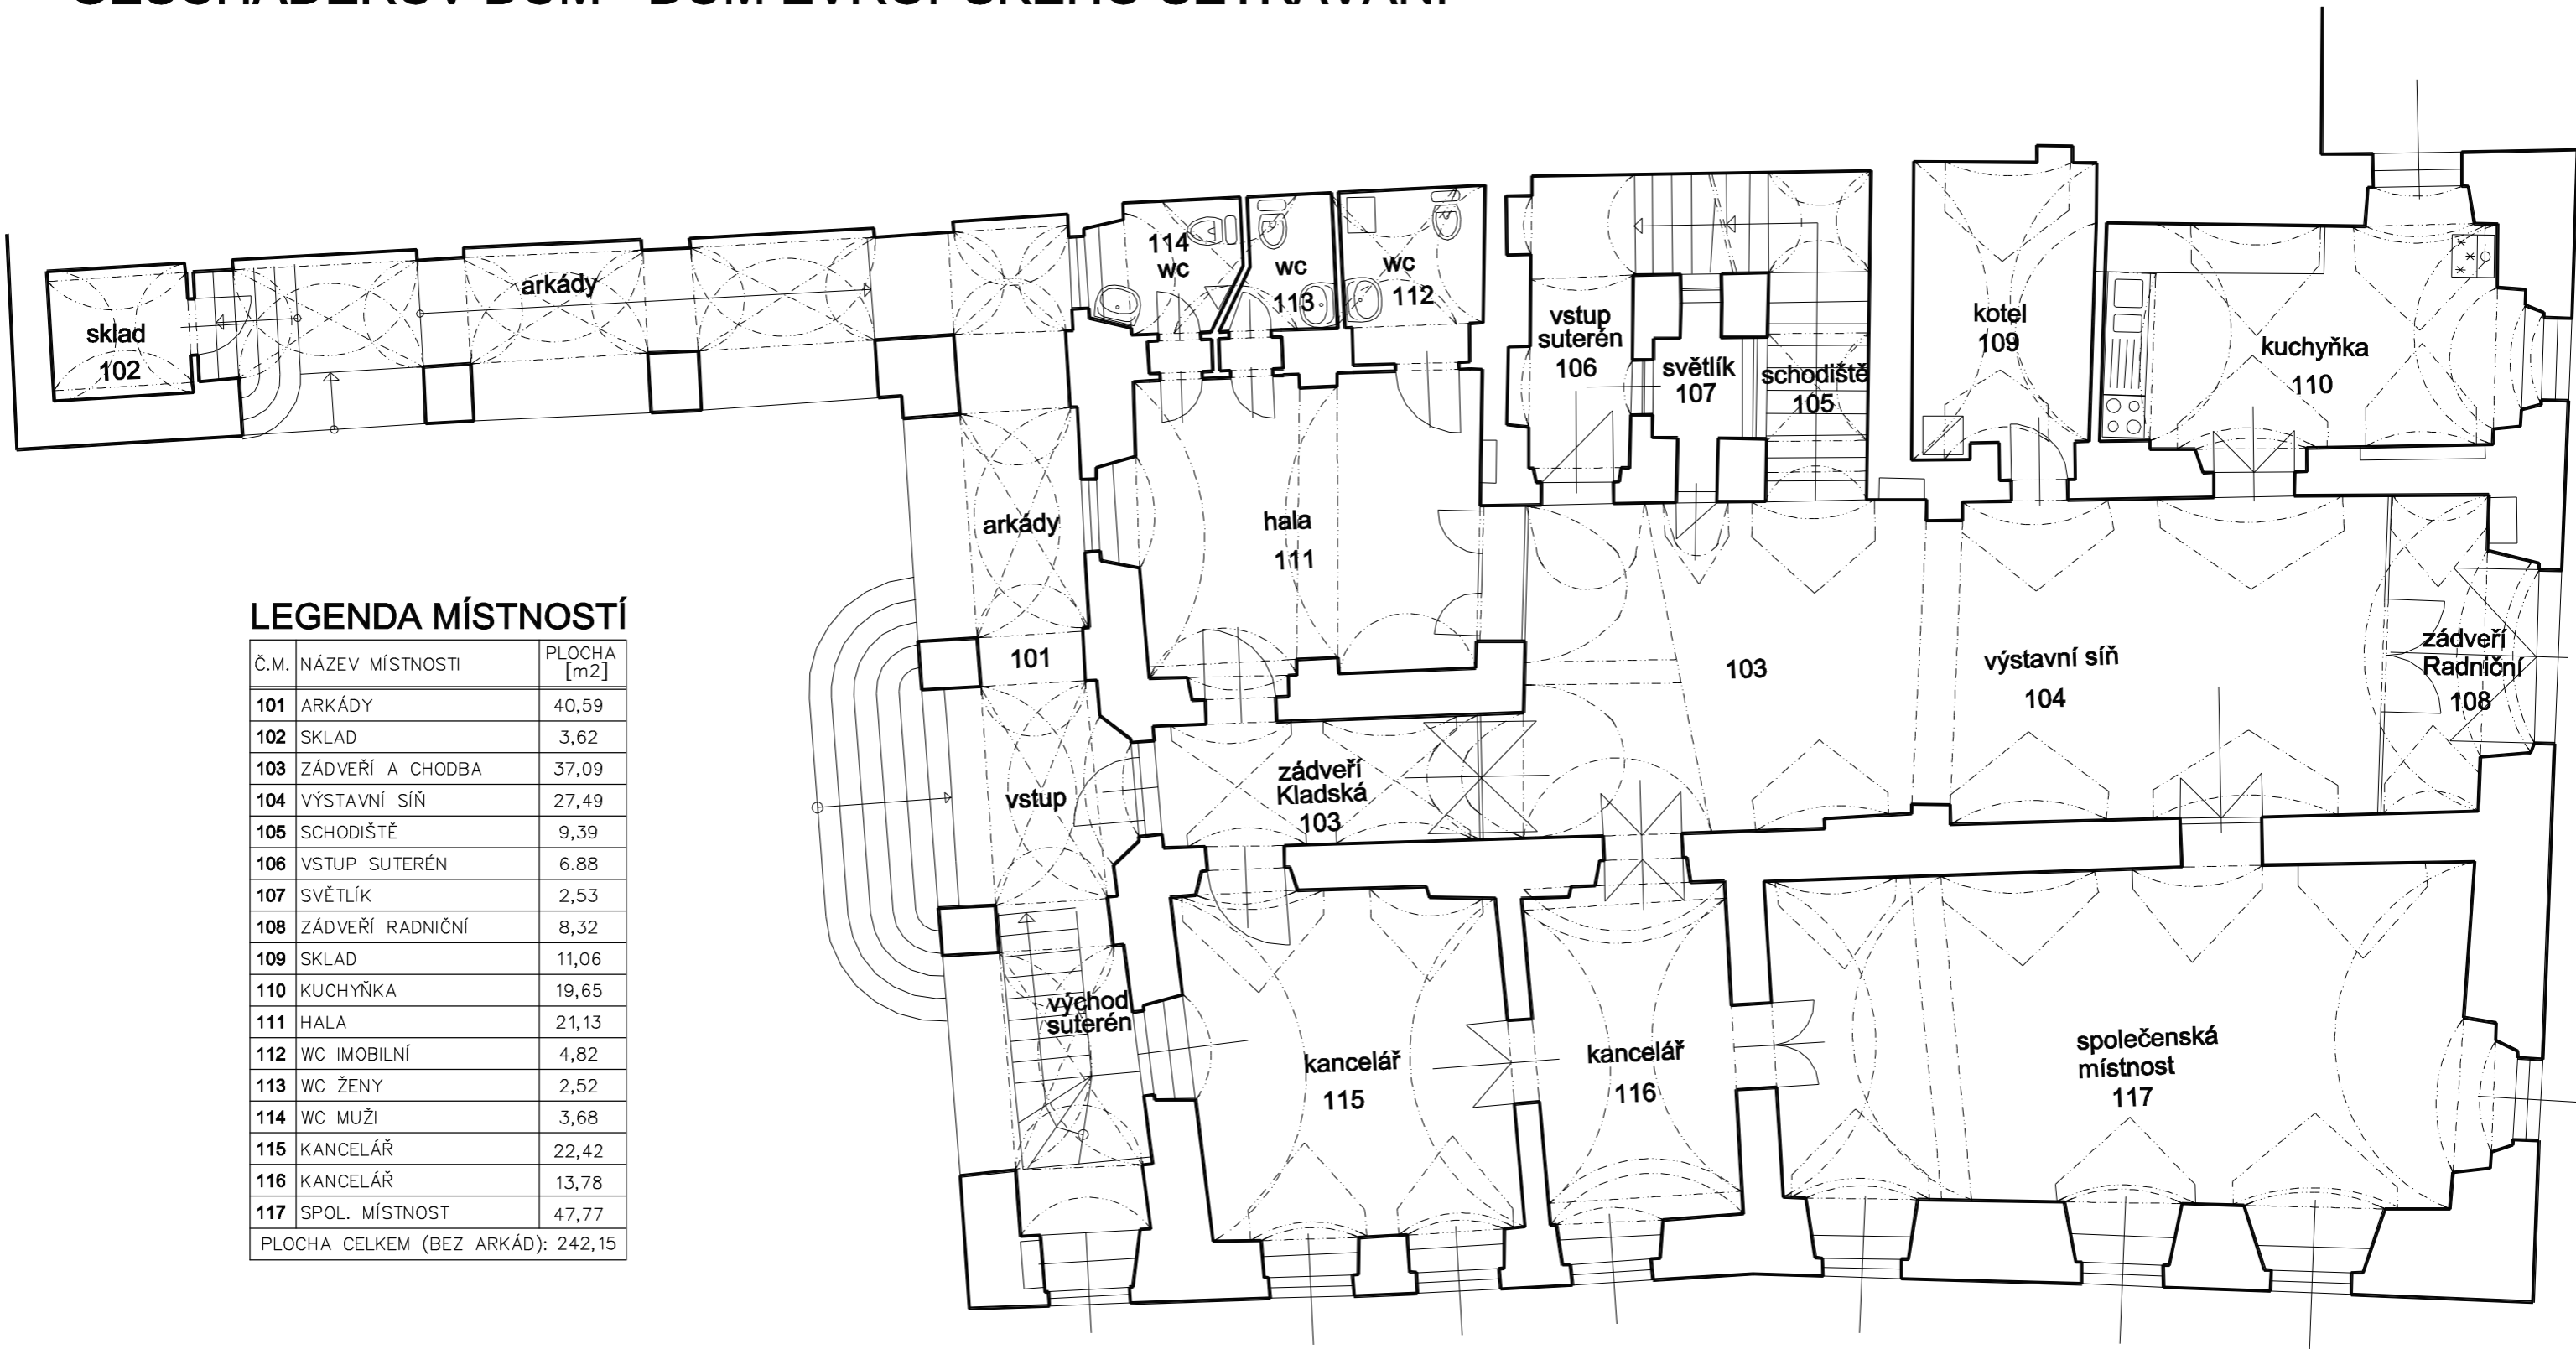 114
wc
wc
113
wc
112
arkády
sklad
102
vstup
suterén
106
světlík
107
schodiště
105
kotel
109
kuchyňka
110
arkády
hala
111
101
103
výstavní síň
104
zádveří
Radniční
108
vstup
zádveří
Kladská
103
východ
suterén
kancelář
115
kancelář
116
společenská
místnost
117
LEGENDA MÍSTNOSTÍ
Č.M. NÁZEV MÍSTNOSTI PLOCHA
[m2]
101 ARKÁDY 40,59
102 SKLAD 3,62
103 ZÁDVEŘÍ A CHODBA 37,09
104 VÝSTAVNÍ SÍŇ 27,49
105 SCHODIŠTĚ 9,39
106 VSTUP SUTERÉN 6.88
107 SVĚTLÍK 2,53
108 ZÁDVEŘÍ RADNIČNÍ 8,32
109 SKLAD 11,06
110 KUCHYŇKA 19,65
111 HALA 21,13
112 WC IMOBILNÍ 4,82
113 WC ŽENY 2,52
114 WC MUŽI 3,68
115 KANCELÁŘ 22,42
116 KANCELÁŘ 13,78
117 SPOL. MÍSTNOST 47,77
PLOCHA CELKEM (BEZ ARKÁD): 242,15